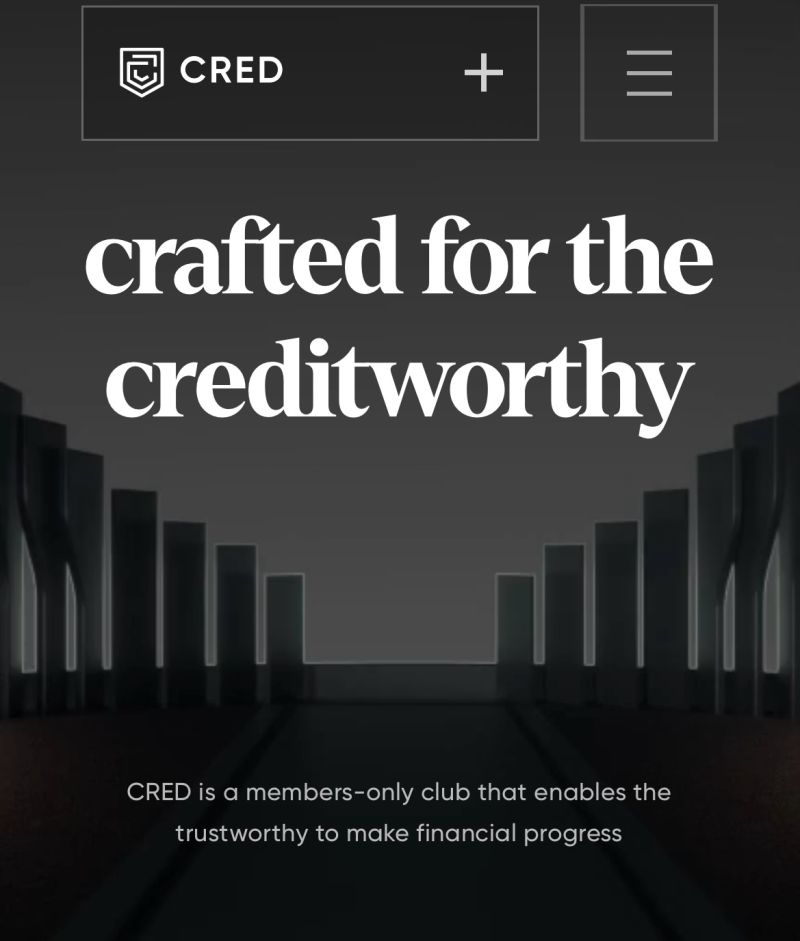 CRED
crafted for the
creditworthy
CRED is a members-only club that enables the
trustworthy to make financial progress